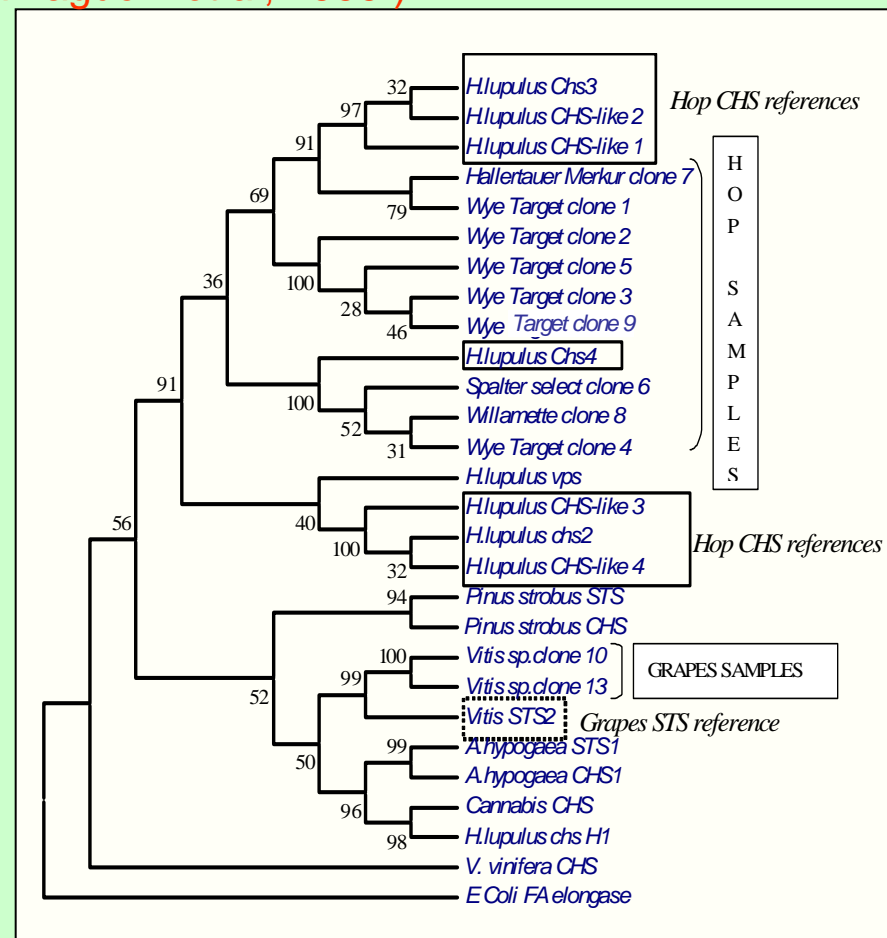 H.lupulus Chs3
32
H.lupulus CHS-like 2
Hop CHS references
97
H.lupulus CHS-like 1
91
Hallertauer Merkur clone 7
79
Wye Target clone 1
69
Wye Target clone 2
100
Wye Target clone 5
28
Wye Target clone 3
46
Wye Target clone 9
36
H.lupulus Chs4
100
Spalter select clone 6
52
Willamette clone 8
31
Wye Target clone 4
HOP SAMPLES
91
H.lupulus vps
40
H.lupulus CHS-like 3
100
H.lupulus chs2
32
H.lupulus CHS-like 4
Hop CHS references
56
94
Pinus strobus STS
Pinus strobus CHS
52
100
Vitis sp.clone 10
Vitis sp.clone 13
GRAPES SAMPLES
99
Vitis STS2
Grapes STS reference
50
99
A.hypogaea STS1
A.hypogaea CHS1
96
Cannabis CHS
98
H.lupulus chs H1
V. vinifera CHS
E Coli FA elongase